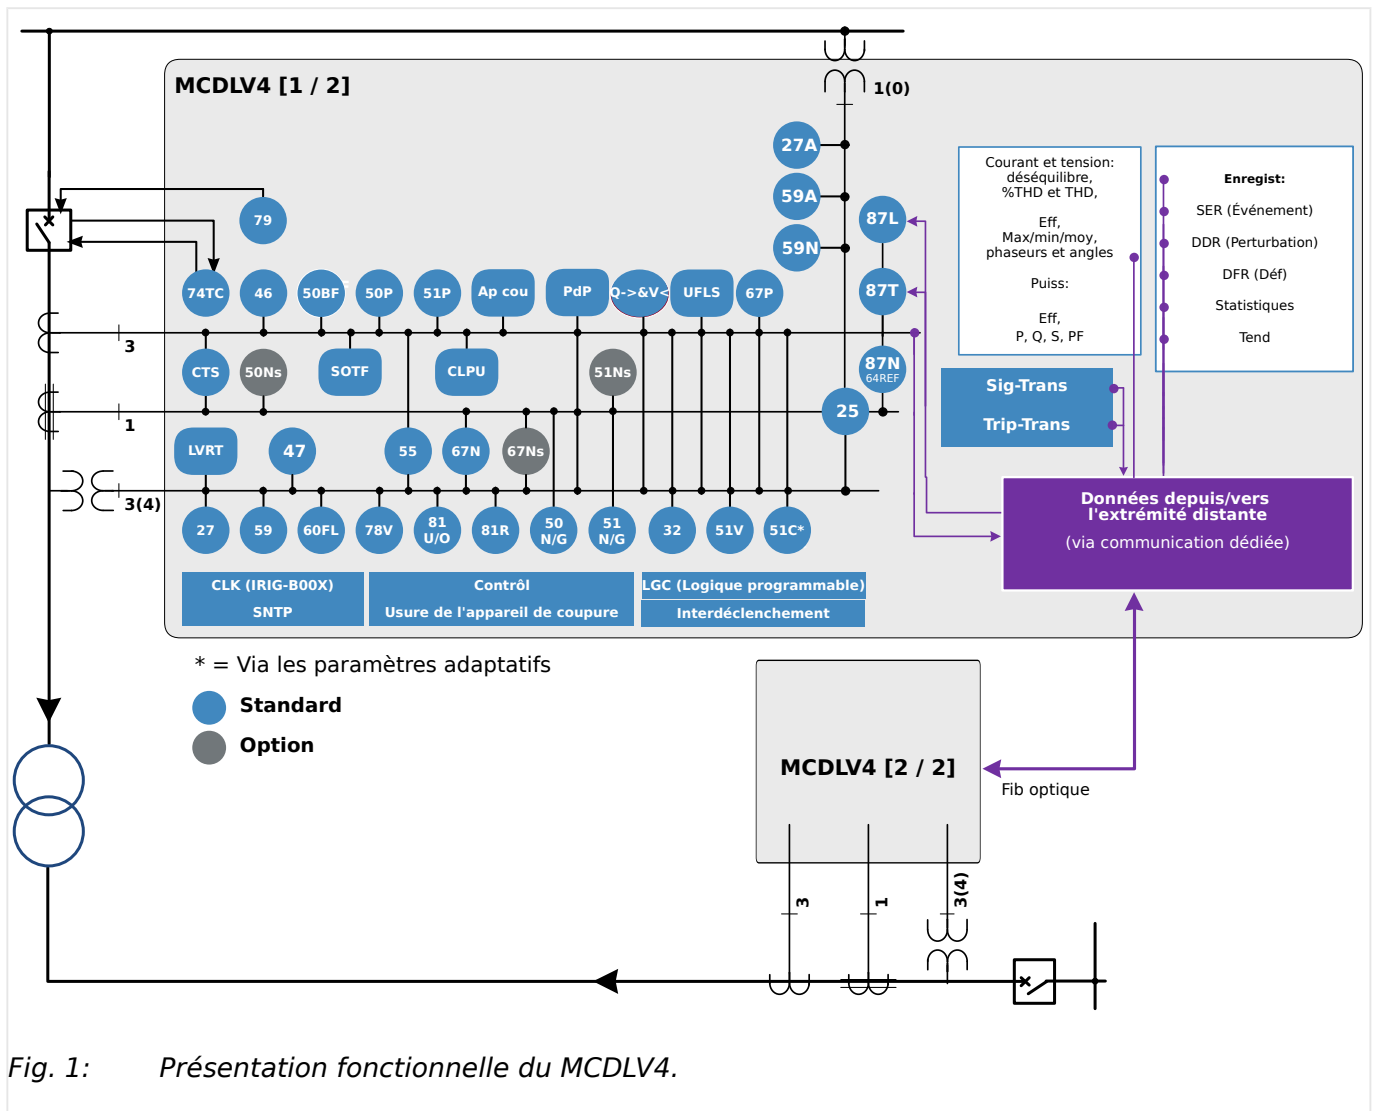 MCDLV4 [1 / 2]
1(0)
27A
59A
59N
87L
87T
87N
64REF
25
79
74TC
46
50BF
50P
51P
Ap cou
PdP
Q->&V<
UFLS
67P
3
CTS
50Ns
SOTF
CLPU
51Ns
1
LVRT
47
55
67N
67Ns
3(4)
27
59
60FL
78V
81
U/O
81R
50
N/G
51
N/G
32
51V
51C*
Courant et tension:
déséquilibre,
%THD et THD,
Eff,
Max/min/moy,
phaseurs et angles
Puiss:
Eff,
P, Q, S, PF
Enregist:
SER (Événement)
DDR (Perturbation)
DFR (Déf)
Statistiques
Tend
Sig-Trans
Trip-Trans
Données depuis/vers
l'extrémité distante
(via communication dédiée)
CLK (IRIG-B00X)
SNTP
Contrôl
Usure de l'appareil de coupure
LGC (Logique programmable)
Interdéclenchement
* = Via les paramètres adaptatifs
Standard
Option
MCDLV4 [2 / 2]
Fib optique
3
1
3(4)
Fig. 1: Présentation fonctionnelle du MCDLV4.